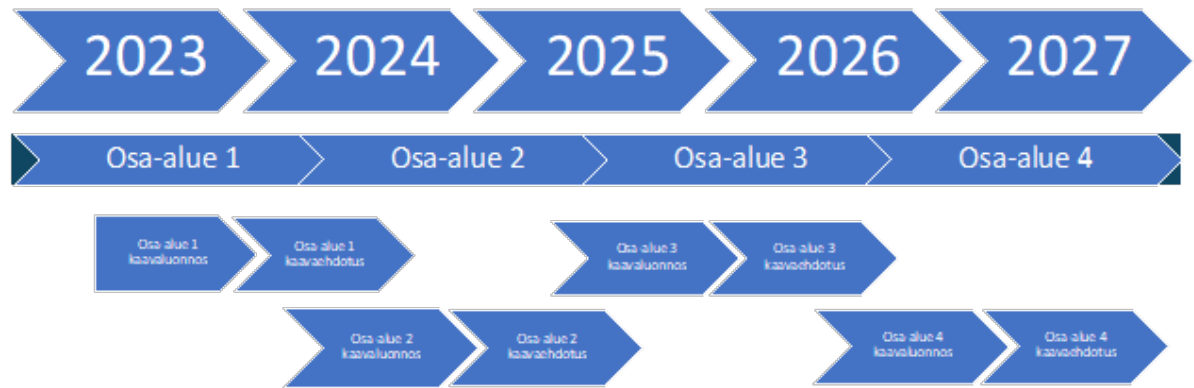 2023 2024 2025 2026 2027
Osa-alue 1 Osa-alue 2 Osa-alue 3 Osa-alue 4
Osa-alue 1
kaavaluonnos
Osa-alue 1
kaavaehdotus
Osa-alue 3
kaavaluonnos
Osa-alue 3
kaavaehdotus
Osa-alue 2
kaavaluonnos
Osa-alue 2
kaavaehdotus
Osa-alue 4
kaavaluonnos
Osa-alue 4
kaavaehdotus